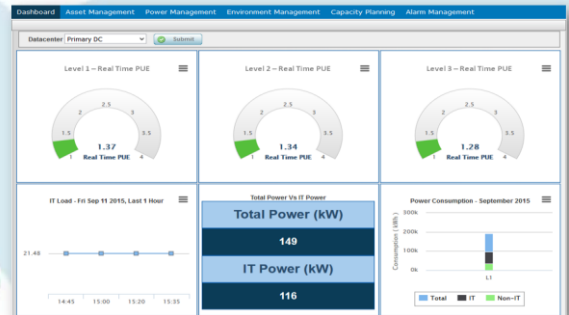 Dashboard Asset Management Power Management Environment Management Capacity Planning Alarm Management
Datacenter Primary DC Submit
Level 1 – Real Time PUE
1
1.5
2
2.5
3
3.5
4
1.37
Real Time PUE
Level 2 – Real Time PUE
1
1.5
2
2.5
3
3.5
4
1.34
Real Time PUE
Level 3 – Real Time PUE
1
1.5
2
2.5
3
3.5
4
1.28
Real Time PUE
IT Load - Fri Sep 11 2015, Last 1 Hour
21.48
14:45 15:00 15:20 15:35
Total Power Vs IT Power
Total Power (kW)
149
IT Power (kW)
116
Power Consumption - September 2015
Consumption (kWh)
300k
200k
100k
0k
L1
Total IT Non-IT